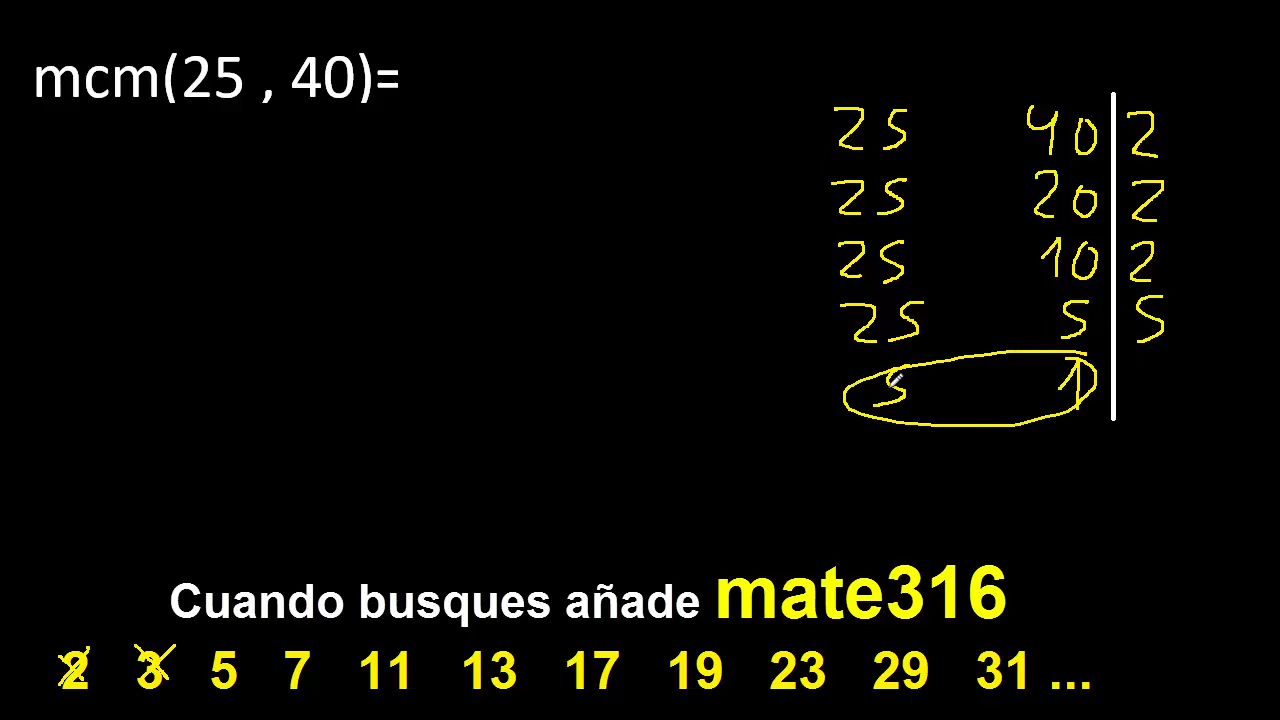 mcm(25 , 40)=
25 40 2
25 20 2
25 10 2
25 5 5
5 1
Cuando busques añade mate316
2 3 5 7 11 13 17 19 23 29 31 ...